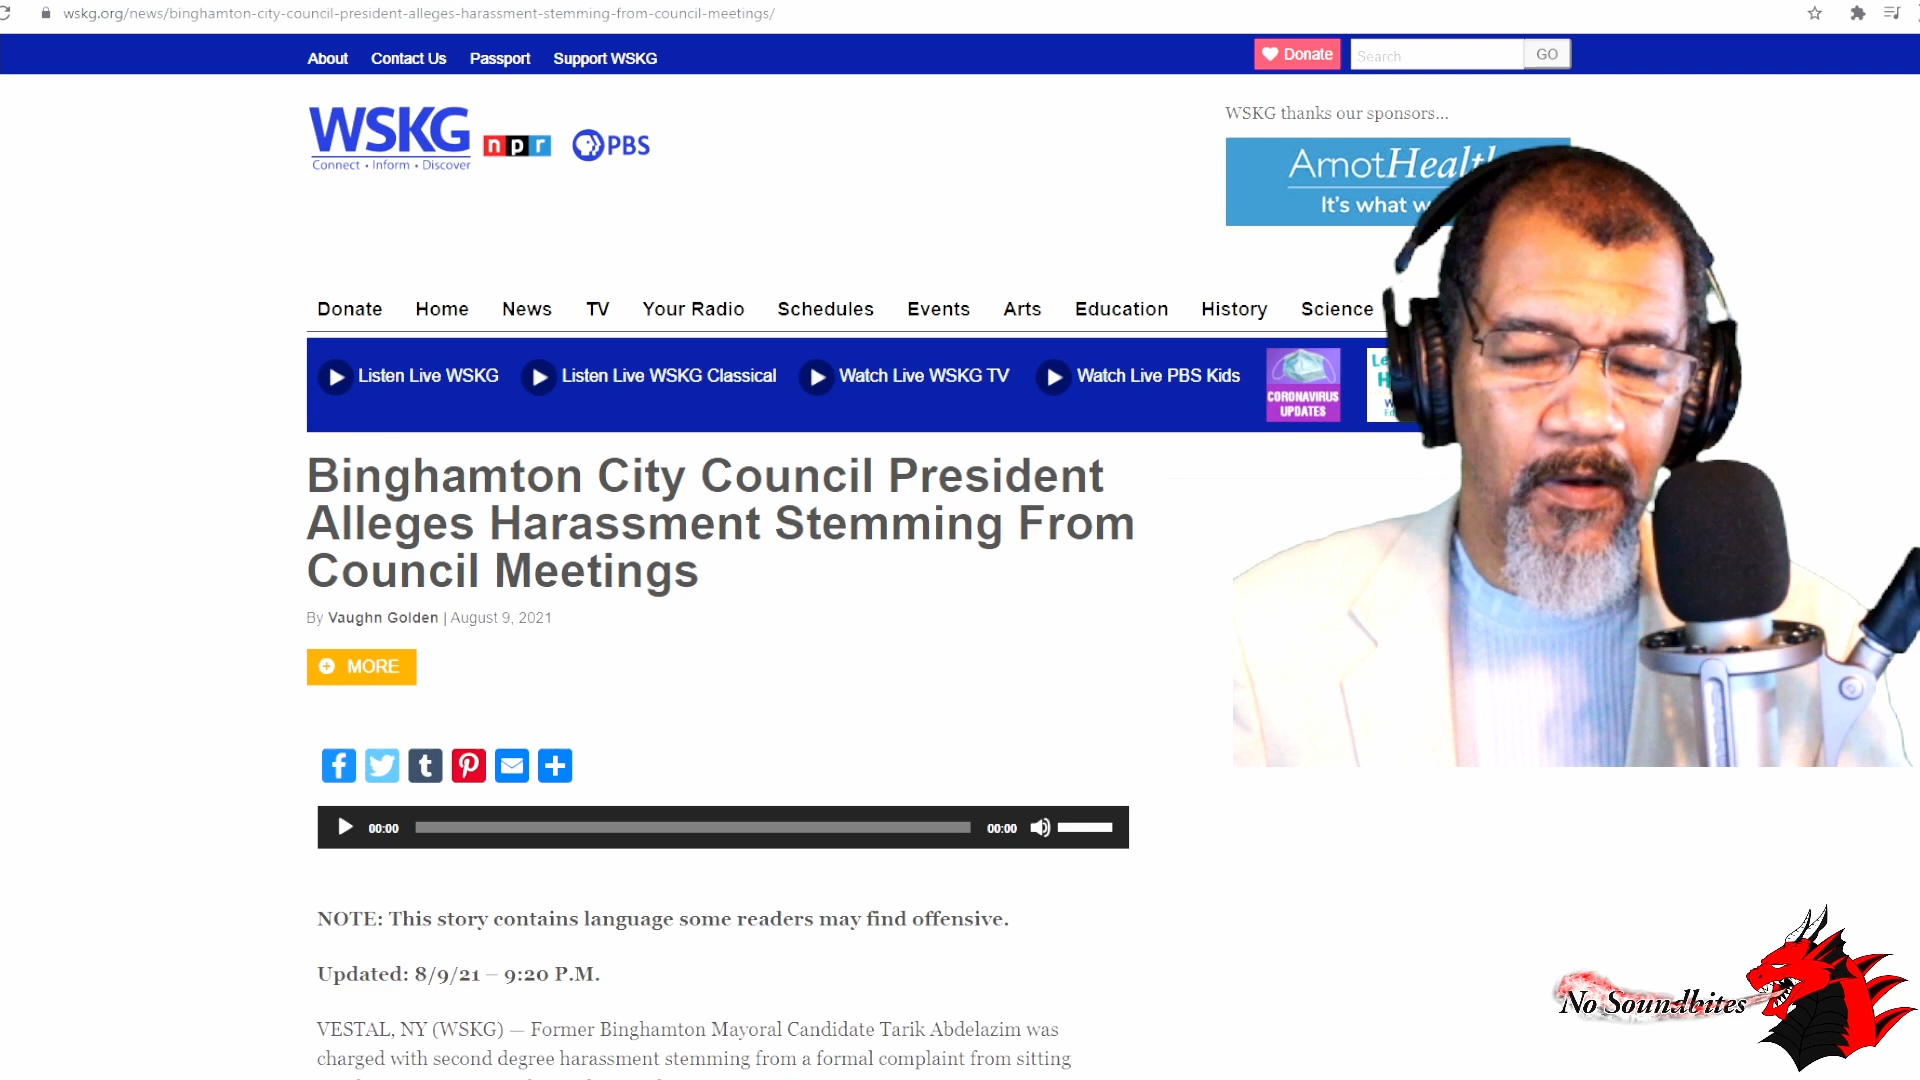 wskg.org/news/binghamton-city-council-president-alleges-harassment-stemming-from-council-meetings/
About Contact Us Passport Support WSKG
Donate Search GO
WSKG
Connect • Inform • Discover
npr
PBS
WSKG thanks our sponsors...
ArnotHealth
It's what
Donate Home News TV Your Radio Schedules Events Arts Education History Science
Listen Live WSKG Listen Live WSKG Classical Watch Live WSKG TV Watch Live PBS Kids
CORONAVIRUS
UPDATES
Binghamton City Council President
Alleges Harassment Stemming From
Council Meetings
By Vaughn Golden | August 9, 2021
MORE
00:00 00:00
NOTE: This story contains language some readers may find offensive.
Updated: 8/9/21 – 9:20 P.M.
VESTAL, NY (WSKG) — Former Binghamton Mayoral Candidate Tarik Abdelazim was
charged with second degree harassment stemming from a formal complaint from sitting
No Soundbites